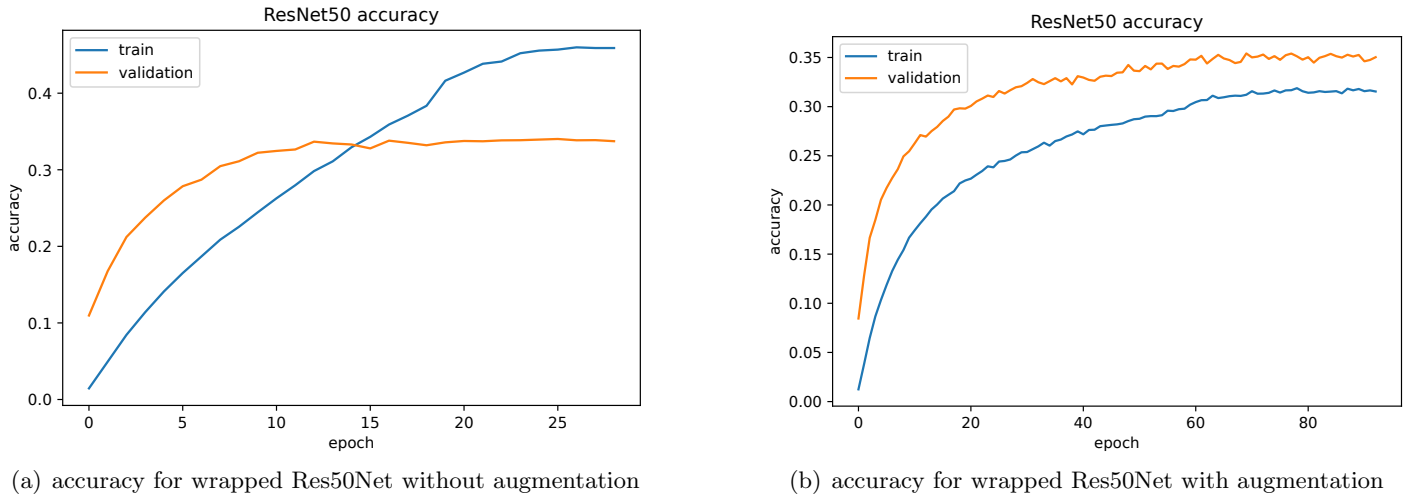 ResNet50 accuracy
train
validation
accuracy
0.4
0.3
0.2
0.1
0.0
0 5 10 15 20 25
epoch
(a) accuracy for wrapped Res50Net without augmentation
ResNet50 accuracy
train
validation
accuracy
0.35
0.30
0.25
0.20
0.15
0.10
0.05
0.00
0 20 40 60 80
epoch
(b) accuracy for wrapped Res50Net with augmentation